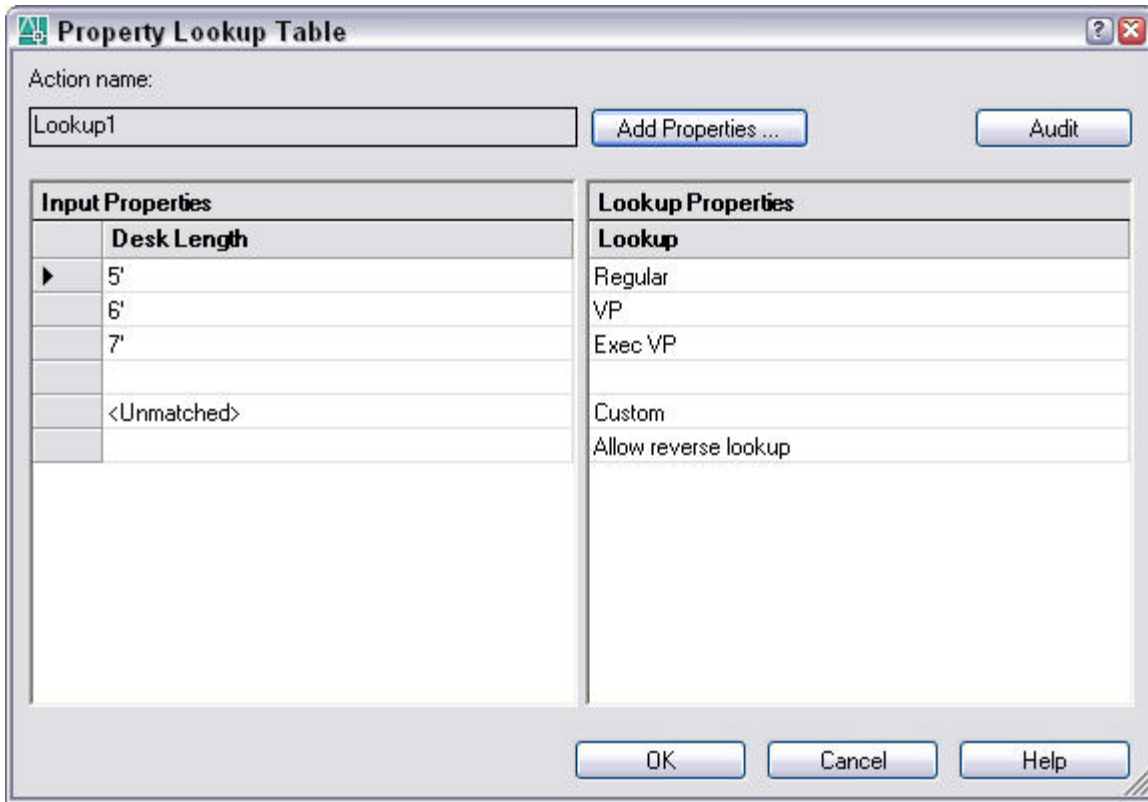 Property Lookup Table
Action name:
Lookup1
Add Properties ...
Audit
Input Properties
Lookup Properties
Desk Length
Lookup
5'
Regular
6'
VP
7'
Exec VP
<Unmatched>
Custom
Allow reverse lookup
OK
Cancel
Help